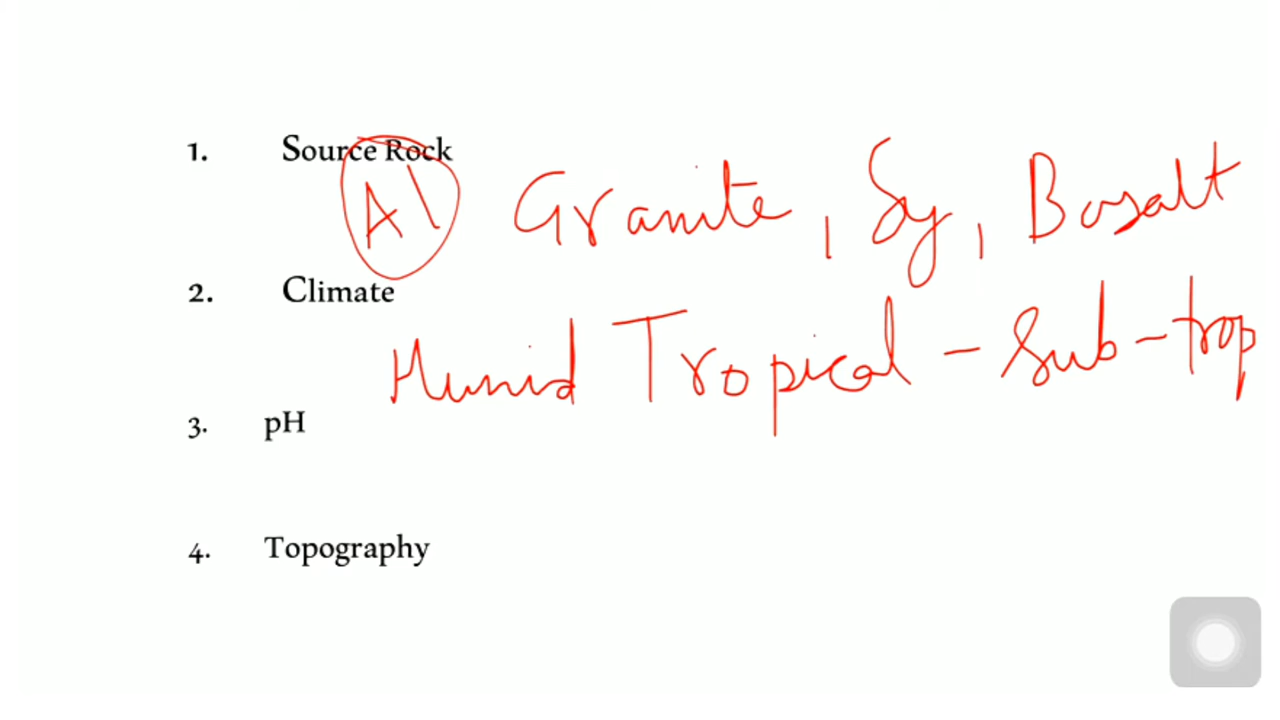 1. Source Rock
Al Granite, Sy, Basalt
2. Climate
Humid Tropical - Sub-trop
3. pH
4. Topography